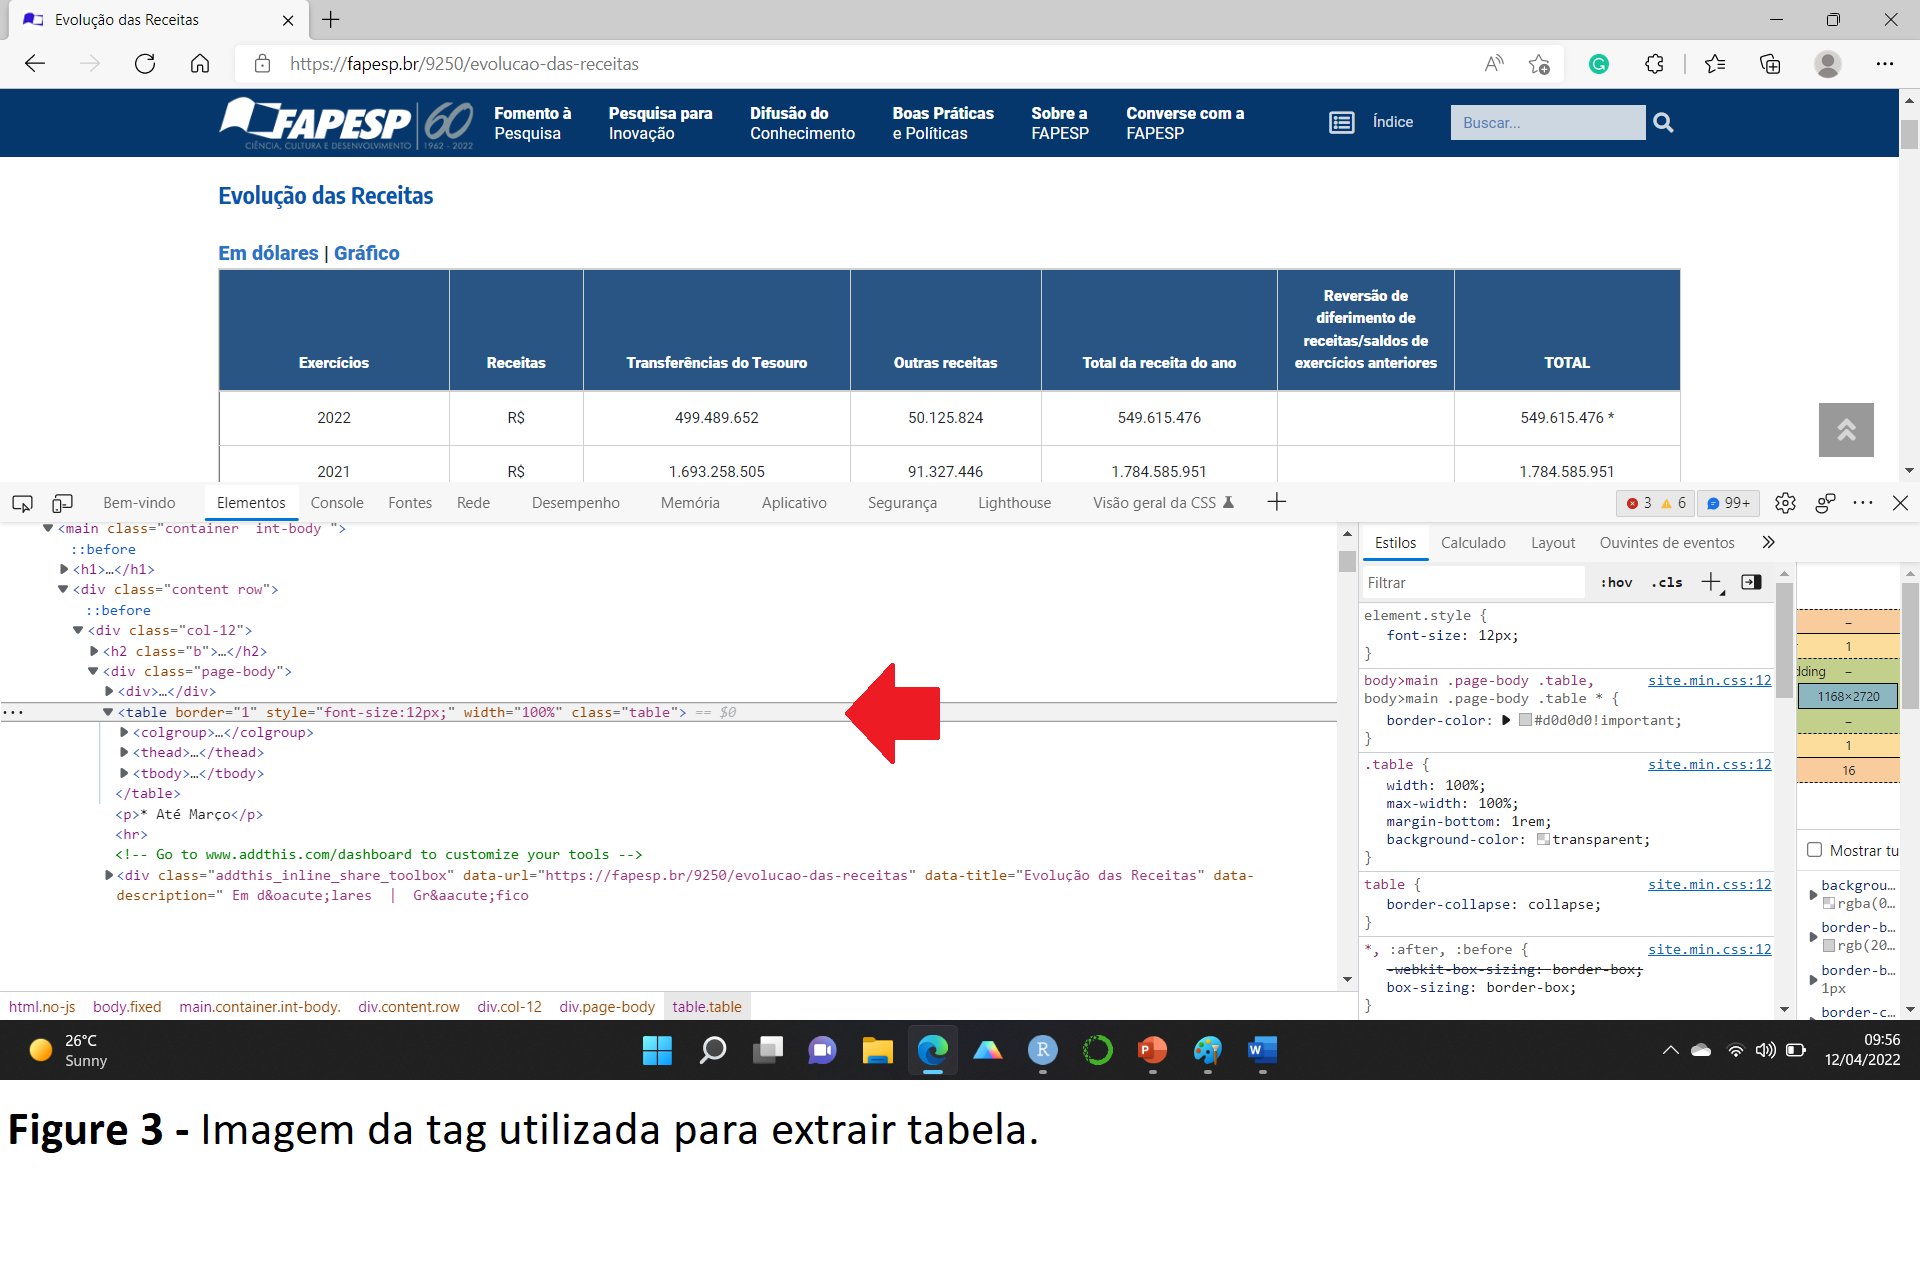 Evolução das Receitas
https://fapesp.br/9250/evolucao-das-receitas
FAPESP 60
CIÊNCIA, CULTURA E DESENVOLVIMENTO 1962 - 2022
Fomento à Pesquisa
Pesquisa para Inovação
Difusão do Conhecimento
Boas Práticas e Políticas
Sobre a FAPESP
Converse com a FAPESP
Índice
Buscar...
Evolução das Receitas
Em dólares | Gráfico
Exercícios Receitas Transferências do Tesouro Outras receitas Total da receita do ano Reversão de diferimento de receitas/saldos de exercícios anteriores TOTAL
2022 R$ 499.489.652 50.125.824 549.615.476 549.615.476 *
2021 R$ 1.693.258.505 91.327.446 1.784.585.951 1.784.585.951
Bem-vindo Elementos Console Fontes Rede Desempenho Memória Aplicativo Segurança Lighthouse Visão geral da CSS 3 6 99+
<main class="container  int-body ">
::before
<h1>…</h1>
<div class="content row">
::before
<div class="col-12">
<h2 class="b">…</h2>
<div class="page-body">
<div>…</div>
<table border="1" style="font-size:12px;" width="100%" class="table"> == $0
<colgroup>…</colgroup>
<thead>…</thead>
<tbody>…</tbody>
</table>
<p>* Até Março</p>
<hr>
<!-- Go to www.addthis.com/dashboard to customize your tools -->
<div class="addthis_inline_share_toolbox" data-url="https://fapesp.br/9250/evolucao-das-receitas" data-title="Evolução das Receitas" data-
description=" Em d&oacute;lares  |  Gr&aacute;fico
html.no-js body.fixed main.container.int-body. div.content.row div.col-12 div.page-body table.table
Estilos Calculado Layout Ouvintes de eventos
Filtrar :hov .cls
element.style {
font-size: 12px;
}
body>main .page-body .table, site.min.css:12
body>main .page-body .table * {
border-color: #d0d0d0!important;
}
.table { site.min.css:12
width: 100%;
max-width: 100%;
margin-bottom: 1rem;
background-color: transparent;
}
table { site.min.css:12
border-collapse: collapse;
}
*, :after, :before { site.min.css:12
-webkit-box-sizing: border-box;
box-sizing: border-box;
}
–
1
dding –
1168×2720
–
1
16
Mostrar tu
backgrou…
rgba(0…
border-b…
rgb(20…
border-b…
1px
border-c…
26°C
Sunny
09:56
12/04/2022
Figure 3 - Imagem da tag utilizada para extrair tabela.